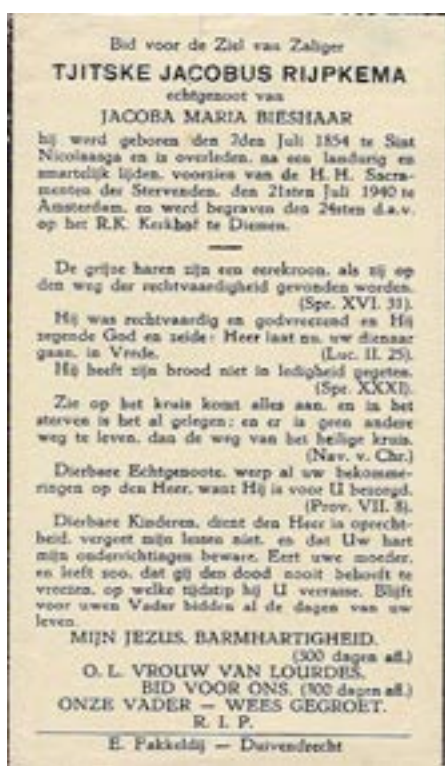 Bid voor de Ziel van Zaliger
TJITSKE JACOBUS RIJPKEMA
echtgenoot van
JACOBA MARIA BIESHAAR
hij werd geboren den 7den Juli 1854 te Sint
Nicolaasga en is overleden, na een landurig en
smartelijk lijden, voorzien van de H. H. Sacra-
menten der Stervenden, den 21sten Juli 1940 te
Amsterdam, en werd begraven den 24sten d.a.v.
op het R.K. Kerkhof te Diemen.
De grijze haren zijn een eerekroon, als zij op
den weg der rechtvaardigheid gevonden worden.
(Spr. XVI. 31).
Hij was rechtvaardig en godvreezend en Hij
zegende God en zeide: Heer laat nu, uw dienaar
gaan, in Vrede. (Luc. II. 25).
Hij heeft zijn brood niet in ledigheid gegeten.
(Spr. XXXI).
Zie op het kruis komt alles aan, en in het
sterven is het al gelegen; en er is geen andere
weg te leven, dan de weg van het heilige kruis.
(Nav. v. Chr.)
Dierbare Echtgenoote, werp al uw bekomme-
ringen op den Heer, want Hij is voor U bezorgd.
(Prov. VII. 8).
Dierbare Kinderen, dient den Heer in oprecht-
heid, vergeet mijn lessen niet, en dat Uw hart
mijn ondervichtingen beware. Eert uwe moeder,
en leeft zoo, dat gij den dood nooit behoeft te
vreezen, op welke tijdstip hij U verrasse. Blijft
voor uwen Vader bidden al de dagen van uw
leven.
MIJN JEZUS, BARMHARTIGHEID.
(300 dagen afl.)
O. L. VROUW VAN LOURDES,
BID VOOR ONS. (300 dagen afl.)
ONZE VADER — WEES GEGROET.
R. I. P.
E. Pakkeldij — Duivendrecht